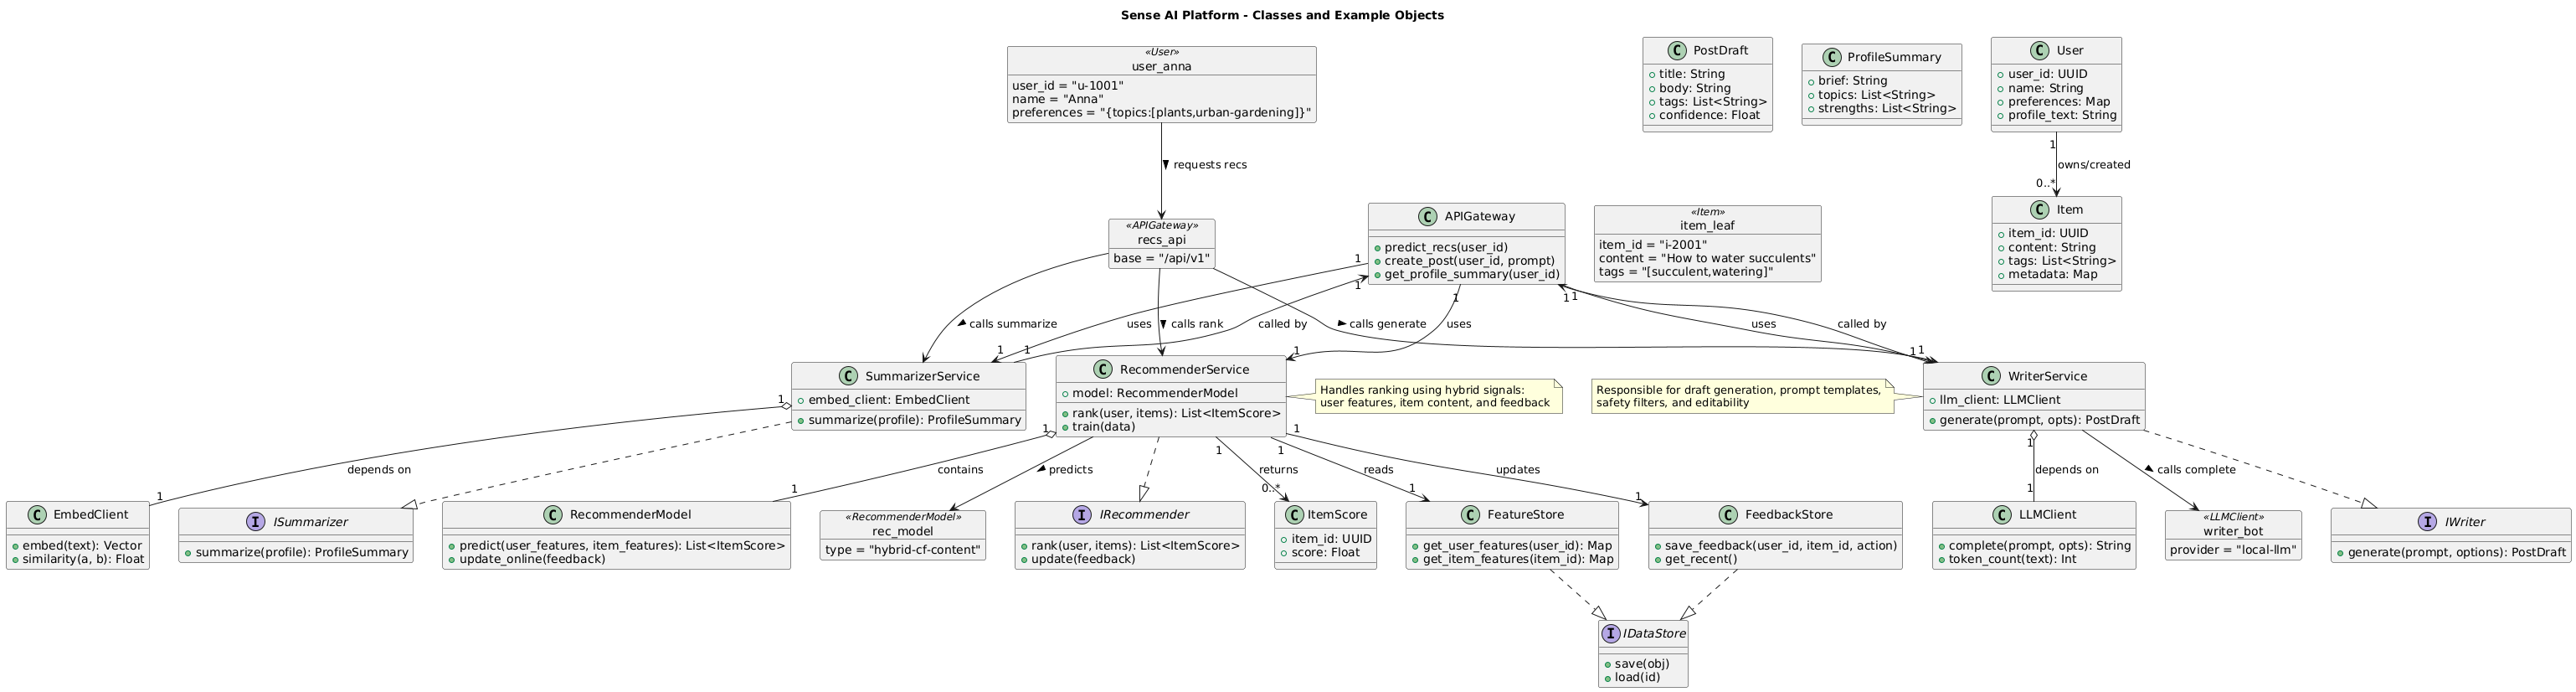 Sense AI Platform - Classes and Example Objects
«User»
user_anna
user_id = "u-1001"
name = "Anna"
preferences = "{topics:[plants,urban-gardening]}"
PostDraft
title: String
body: String
tags: List<String>
confidence: Float
ProfileSummary
brief: String
topics: List<String>
strengths: List<String>
User
user_id: UUID
name: String
preferences: Map
profile_text: String
requests recs
1
owns/created
0..*
«APIGateway»
recs_api
base = "/api/v1"
APIGateway
predict_recs(user_id)
create_post(user_id, prompt)
get_profile_summary(user_id)
«Item»
item_leaf
item_id = "i-2001"
content = "How to water succulents"
tags = "[succulent,watering]"
Item
item_id: UUID
content: String
tags: List<String>
metadata: Map
1
1
1
1
1
calls summarize
uses
calls rank
called by
calls generate
uses
uses
called by
1
1
1
1
1
SummarizerService
embed_client: EmbedClient
summarize(profile): ProfileSummary
RecommenderService
model: RecommenderModel
rank(user, items): List<ItemScore>
train(data)
Handles ranking using hybrid signals:
user features, item content, and feedback
Responsible for draft generation, prompt templates,
safety filters, and editability
WriterService
llm_client: LLMClient
generate(prompt, opts): PostDraft
1
1
1
1
1
1
depends on
contains
predicts
returns
reads
updates
depends on
calls complete
1
1
0..*
1
1
1
EmbedClient
embed(text): Vector
similarity(a, b): Float
ISummarizer
summarize(profile): ProfileSummary
RecommenderModel
predict(user_features, item_features): List<ItemScore>
update_online(feedback)
«RecommenderModel»
rec_model
type = "hybrid-cf-content"
IRecommender
rank(user, items): List<ItemScore>
update(feedback)
ItemScore
item_id: UUID
score: Float
FeatureStore
get_user_features(user_id): Map
get_item_features(item_id): Map
FeedbackStore
save_feedback(user_id, item_id, action)
get_recent()
LLMClient
complete(prompt, opts): String
token_count(text): Int
«LLMClient»
writer_bot
provider = "local-llm"
IWriter
generate(prompt, options): PostDraft
IDataStore
save(obj)
load(id)